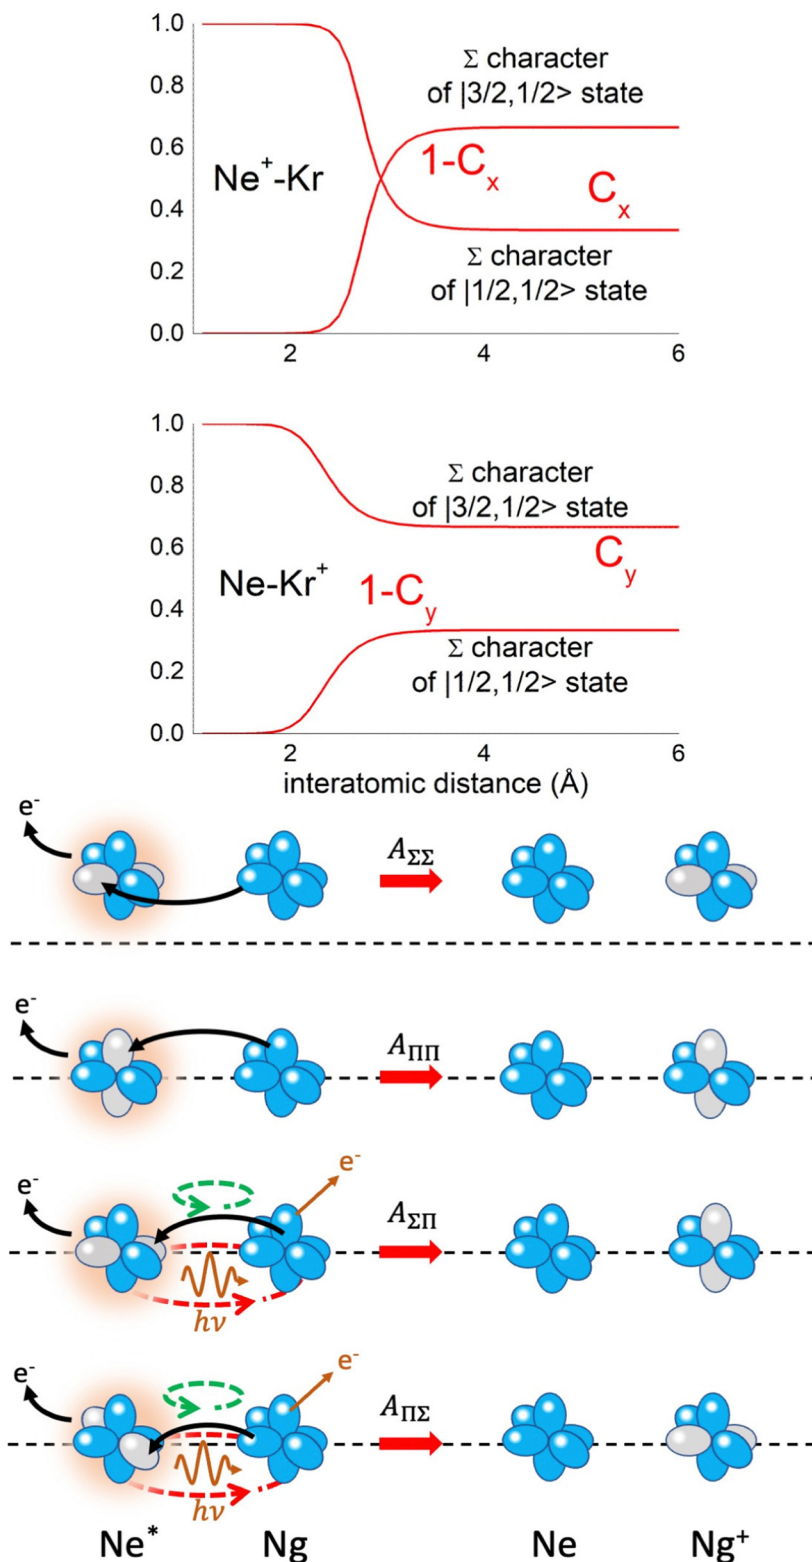 1.0
Σ character
of |3/2,1/2> state
0.8
0.6
Ne⁺-Kr
1-Cₓ
Cₓ
0.4
Σ character
of |1/2,1/2> state
0.2
0.0
2
4
6
1.0
0.8
Σ character
of |3/2,1/2> state
0.6
Cᵧ
Ne-Kr⁺
1-Cᵧ
0.4
Σ character
of |1/2,1/2> state
0.2
0.0
2
4
6
interatomic distance (Å)
e⁻
A_ΣΣ
e⁻
A_ΠΠ
e⁻
e⁻
A_ΣΠ
hν
e⁻
e⁻
A_ΠΣ
hν
Ne*
Ng
Ne
Ng⁺